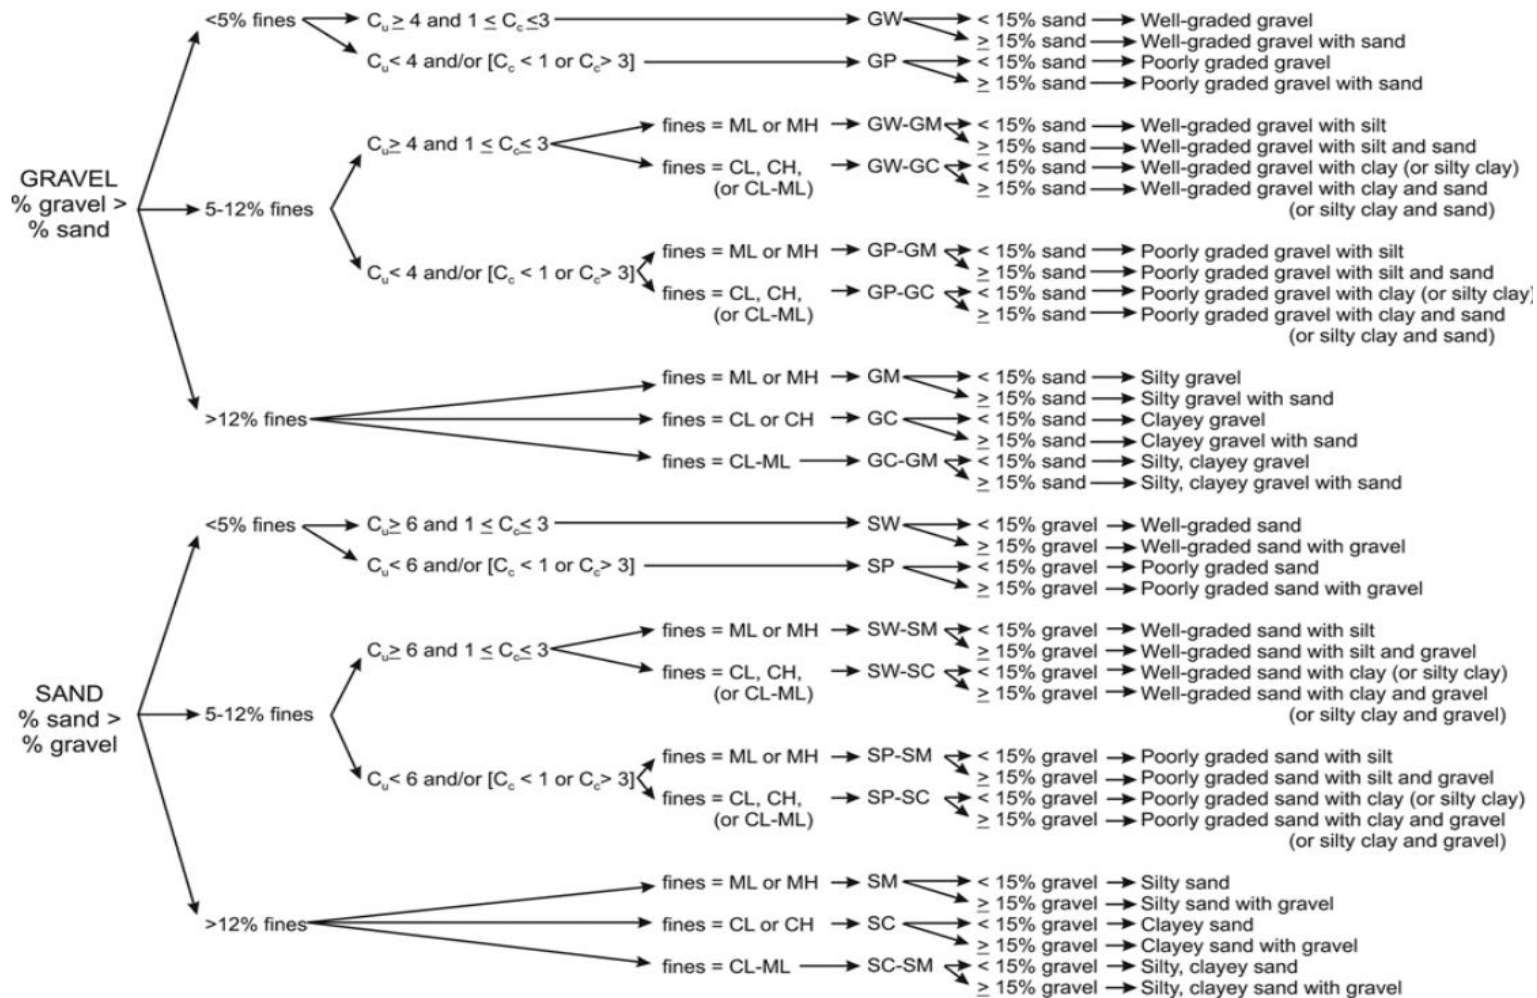 <5% fines
C_u ≥ 4 and 1 ≤ C_c ≤3
GW
< 15% sand
Well-graded gravel
≥ 15% sand
Well-graded gravel with sand
C_u< 4 and/or [C_c < 1 or C_c> 3]
GP
< 15% sand
Poorly graded gravel
≥ 15% sand
Poorly graded gravel with sand
GRAVEL
% gravel >
% sand
5-12% fines
C_u≥ 4 and 1 ≤ C_c≤ 3
fines = ML or MH
GW-GM
< 15% sand
Well-graded gravel with silt
≥ 15% sand
Well-graded gravel with silt and sand
fines = CL, CH,
(or CL-ML)
GW-GC
< 15% sand
Well-graded gravel with clay (or silty clay)
≥ 15% sand
Well-graded gravel with clay and sand
(or silty clay and sand)
C_u< 4 and/or [C_c < 1 or C_c> 3]
fines = ML or MH
GP-GM
< 15% sand
Poorly graded gravel with silt
≥ 15% sand
Poorly graded gravel with silt and sand
fines = CL, CH,
(or CL-ML)
GP-GC
< 15% sand
Poorly graded gravel with clay (or silty clay)
≥ 15% sand
Poorly graded gravel with clay and sand
(or silty clay and sand)
>12% fines
fines = ML or MH
GM
< 15% sand
Silty gravel
≥ 15% sand
Silty gravel with sand
fines = CL or CH
GC
< 15% sand
Clayey gravel
≥ 15% sand
Clayey gravel with sand
fines = CL-ML
GC-GM
< 15% sand
Silty, clayey gravel
≥ 15% sand
Silty, clayey gravel with sand
<5% fines
C_u≥ 6 and 1 ≤ C_c≤ 3
SW
< 15% gravel
Well-graded sand
≥ 15% gravel
Well-graded sand with gravel
C_u< 6 and/or [C_c < 1 or C_c> 3]
SP
< 15% gravel
Poorly graded sand
≥ 15% gravel
Poorly graded sand with gravel
SAND
% sand >
% gravel
5-12% fines
C_u≥ 6 and 1 ≤ C_c≤ 3
fines = ML or MH
SW-SM
< 15% gravel
Well-graded sand with silt
≥ 15% gravel
Well-graded sand with silt and gravel
fines = CL, CH,
(or CL-ML)
SW-SC
< 15% gravel
Well-graded sand with clay (or silty clay)
≥ 15% gravel
Well-graded sand with clay and gravel
(or silty clay and gravel)
C_u< 6 and/or [C_c < 1 or C_c> 3]
fines = ML or MH
SP-SM
< 15% gravel
Poorly graded sand with silt
≥ 15% gravel
Poorly graded sand with silt and gravel
fines = CL, CH,
(or CL-ML)
SP-SC
< 15% gravel
Poorly graded sand with clay (or silty clay)
≥ 15% gravel
Poorly graded sand with clay and gravel
(or silty clay and gravel)
>12% fines
fines = ML or MH
SM
< 15% gravel
Silty sand
≥ 15% gravel
Silty sand with gravel
fines = CL or CH
SC
< 15% gravel
Clayey sand
≥ 15% gravel
Clayey sand with gravel
fines = CL-ML
SC-SM
< 15% gravel
Silty, clayey sand
≥ 15% gravel
Silty, clayey sand with gravel